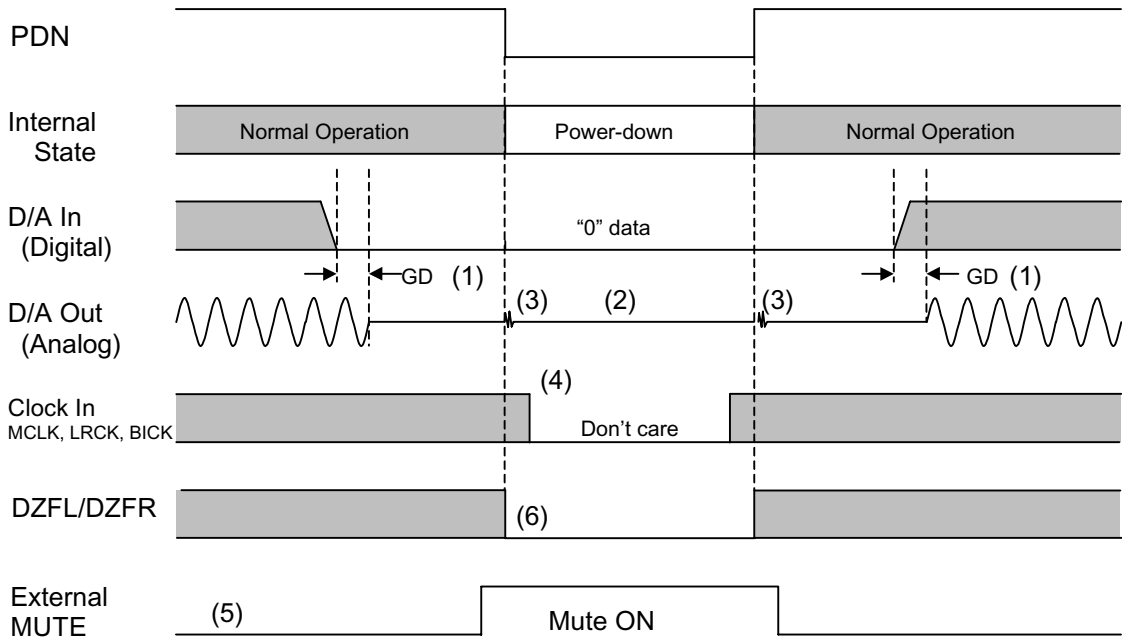 PDN
Internal
State
Normal Operation
Power-down
Normal Operation
D/A In
(Digital)
“0” data
GD (1)
GD (1)
D/A Out
(Analog)
(3)
(2)
(3)
Clock In
MCLK, LRCK, BICK
(4)
Don’t care
DZFL/DZFR
(6)
External
MUTE
(5)
Mute ON